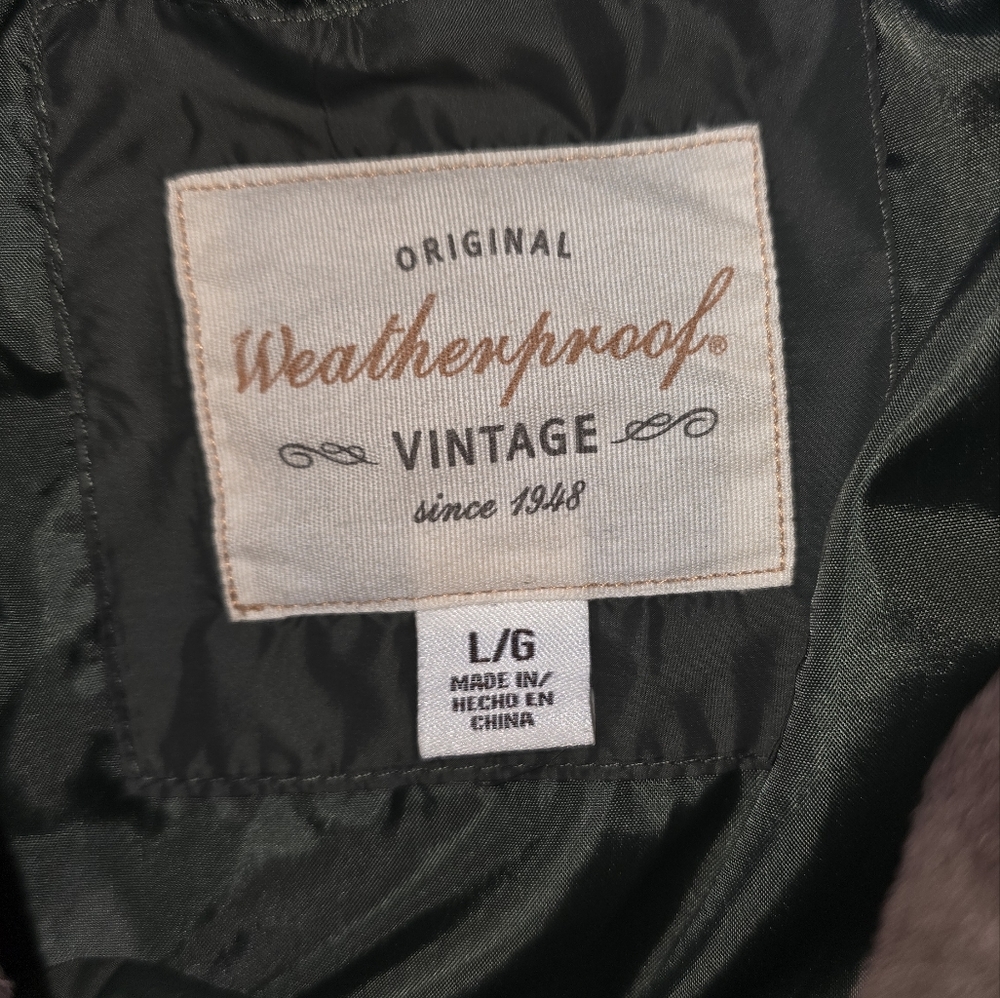 ORIGINAL
Weatherproof®
VINTAGE
since 1948
L/G
MADE IN/
HECHO EN
CHINA